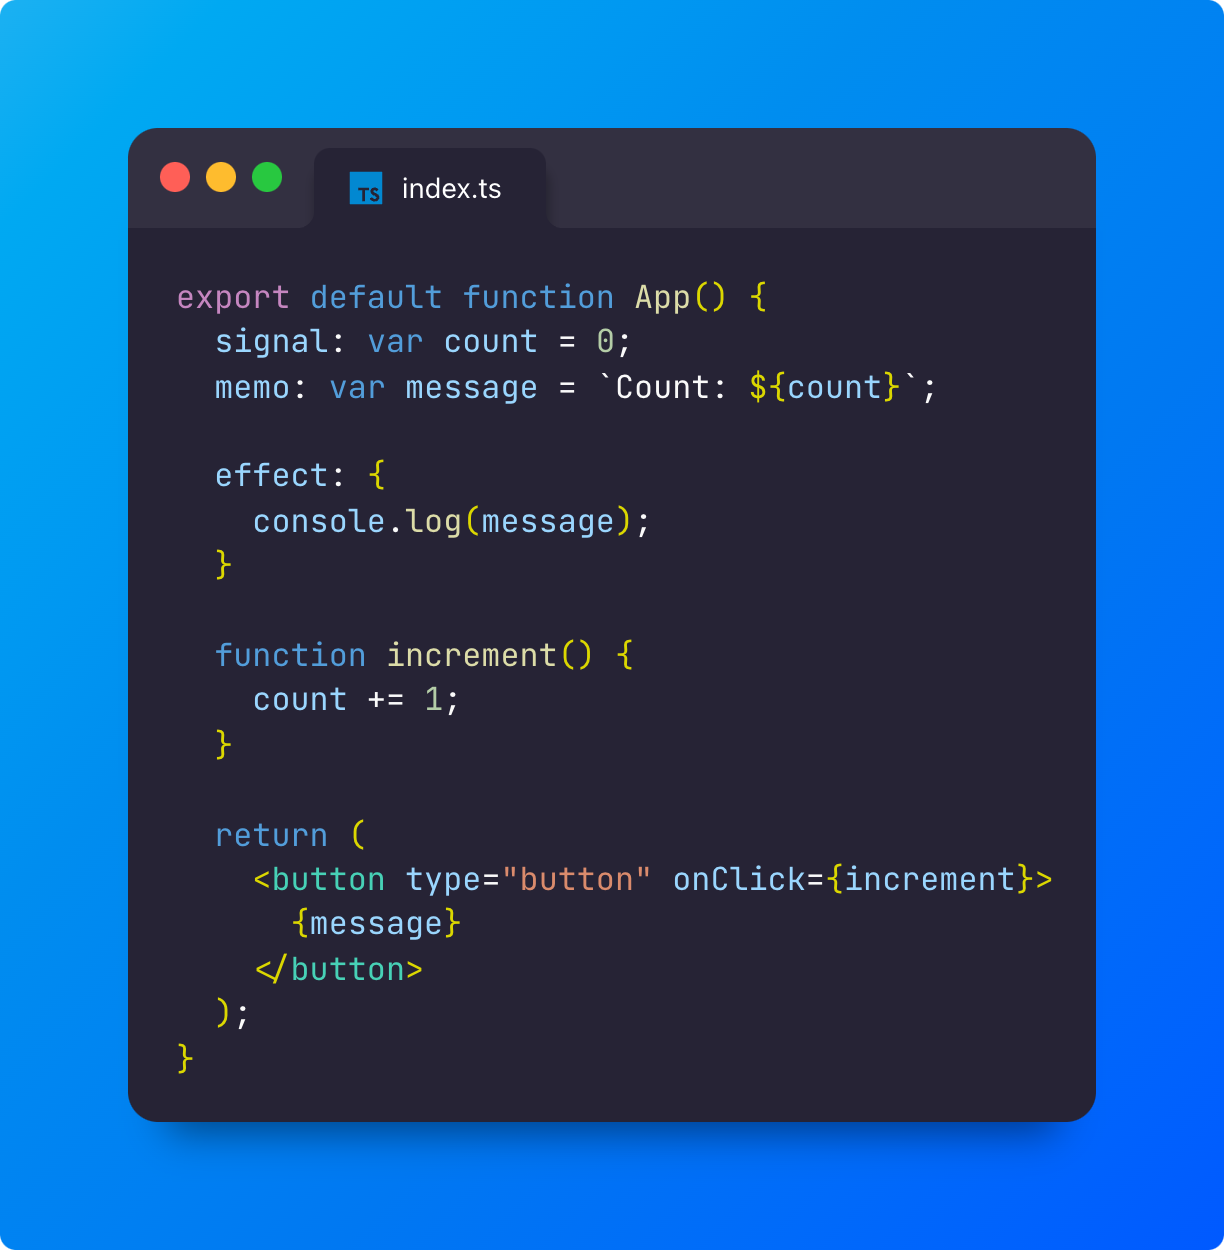 TS index.ts
export default function App() {
  signal: var count = 0;
  memo: var message = `Count: ${count}`;

  effect: {
    console.log(message);
  }

  function increment() {
    count += 1;
  }

  return (
    <button type="button" onClick={increment}>
      {message}
    </button>
  );
}